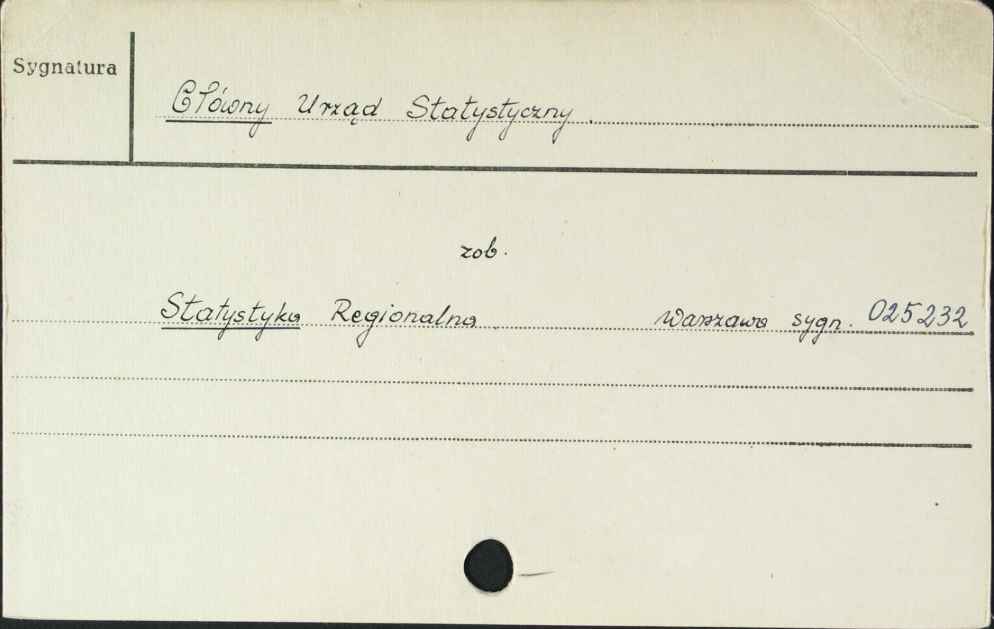 Sygnatura
Główny Urząd Statystyczny.
zob.
Statystyka Regionalna Warszawa sygn. 025232